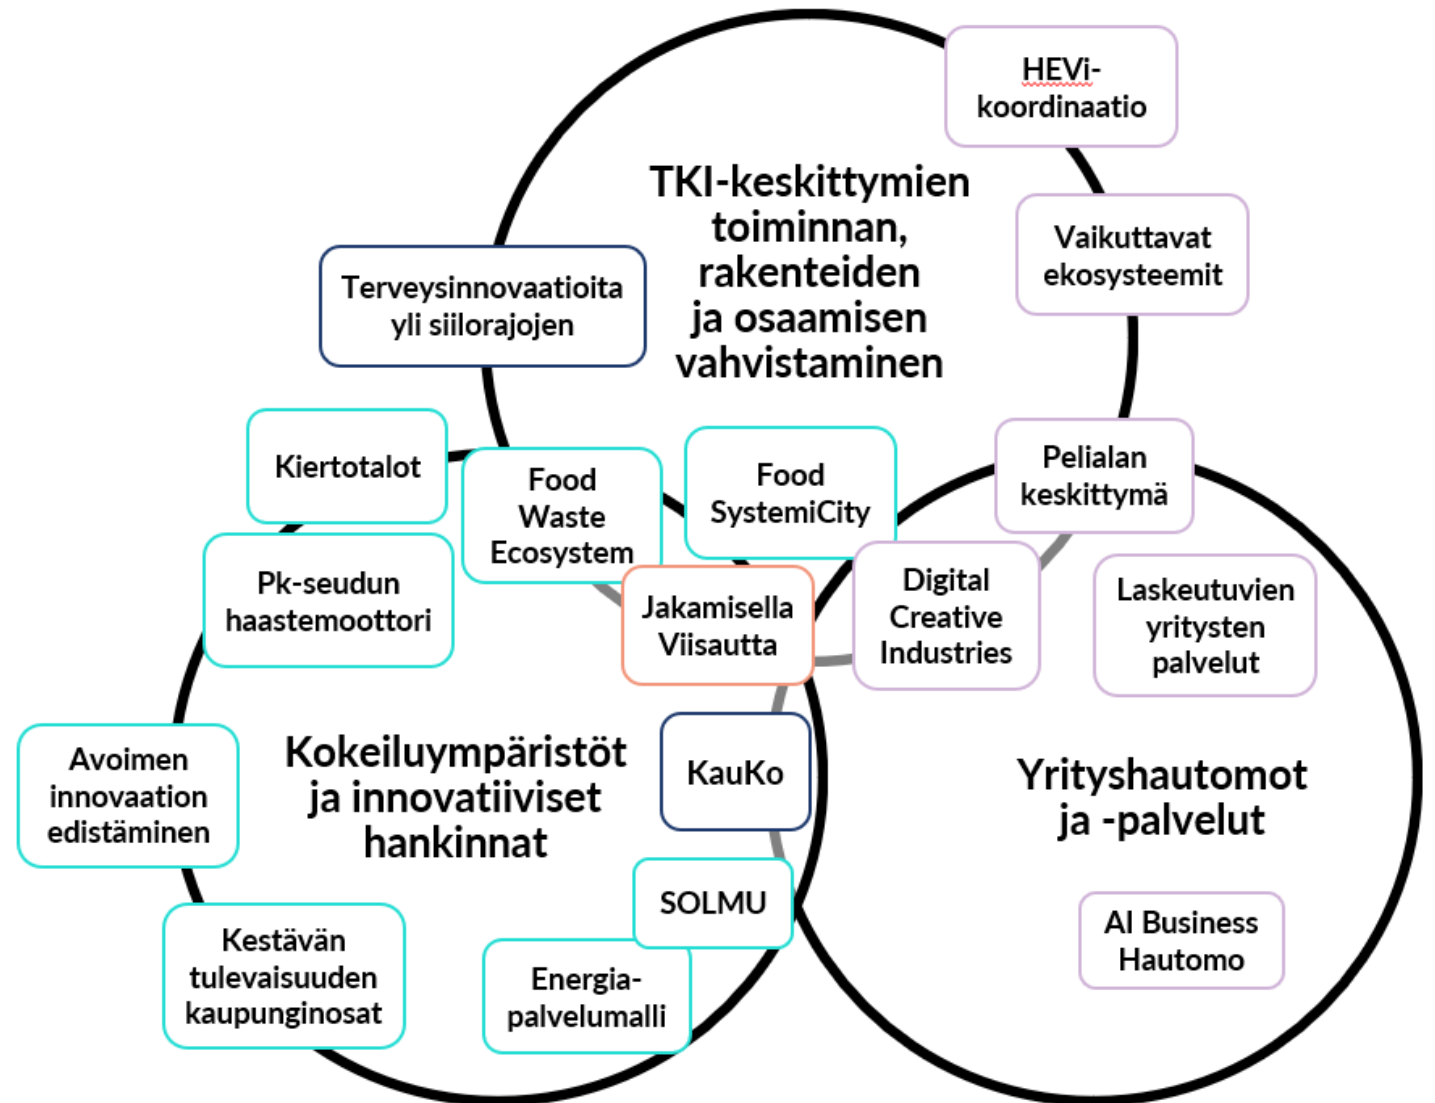 HEVi-
koordinaatio
TKI-keskittymien
toiminnan,
rakenteiden
ja osaamisen
vahvistaminen
Vaikuttavat
ekosysteemit
Terveysinnovaatioita
yli siilorajojen
Kiertotalot
Food
Waste
Ecosystem
Food
SystemiCity
Pelialan
keskittymä
Pk-seudun
haastemoottori
Jakamisella
Viisautta
Digital
Creative
Industries
Laskeutuvien
yritysten
palvelut
Avoimen
innovaation
edistäminen
Kokeiluympäristöt
ja innovatiiviset
hankinnat
KauKo
Yrityshautomot
ja -palvelut
SOLMU
Kestävän
tulevaisuuden
kaupunginosat
Energia-
palvelumalli
AI Business
Hautomo